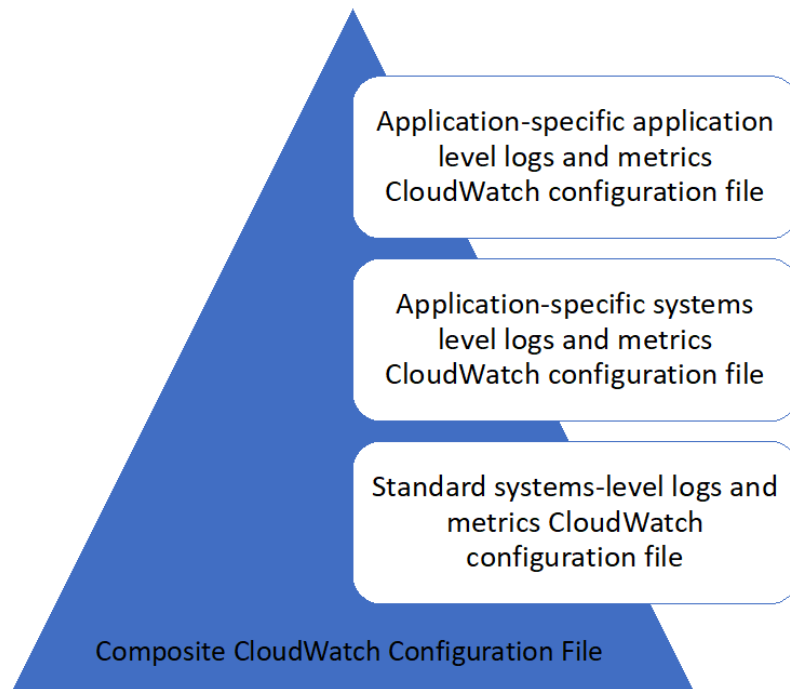 Application-specific application
level logs and metrics
CloudWatch configuration file
Application-specific systems
level logs and metrics
CloudWatch configuration file
Standard systems-level logs and
metrics CloudWatch
configuration file
Composite CloudWatch Configuration File